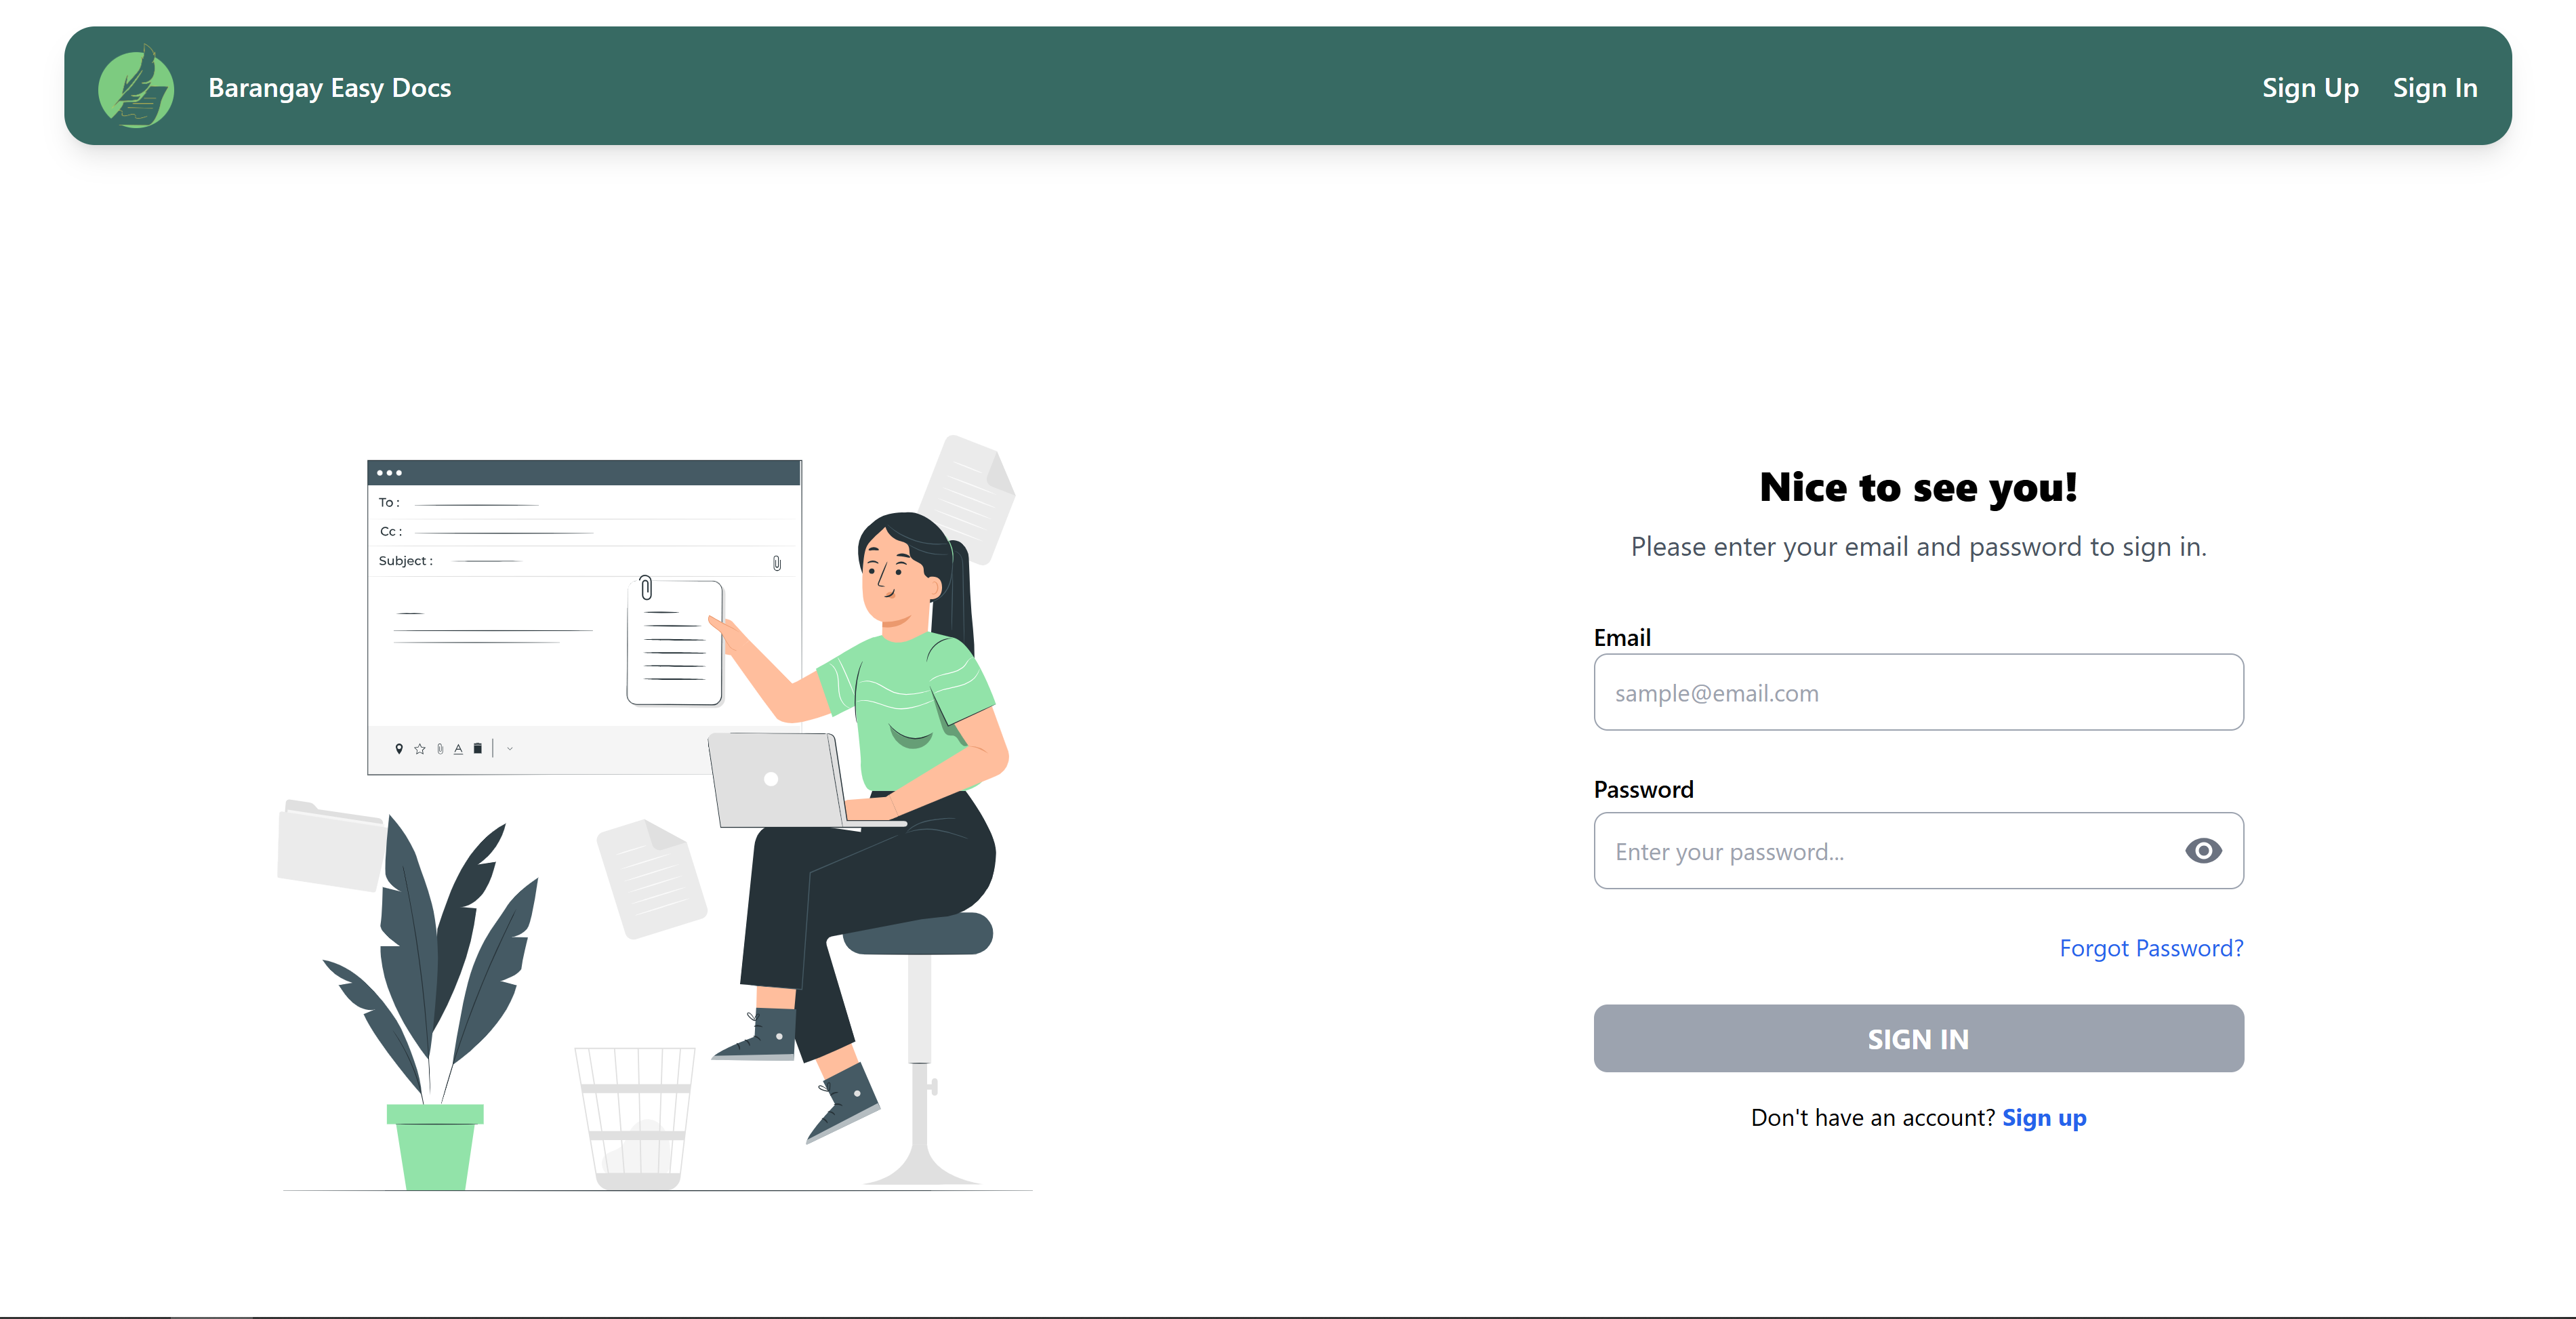 Barangay Easy Docs
Sign Up
Sign In
To :
Cc :
Subject :
A
Nice to see you!
Please enter your email and password to sign in.
Email
sample@email.com
Password
Enter your password...
Forgot Password?
SIGN IN
Don't have an account? Sign up